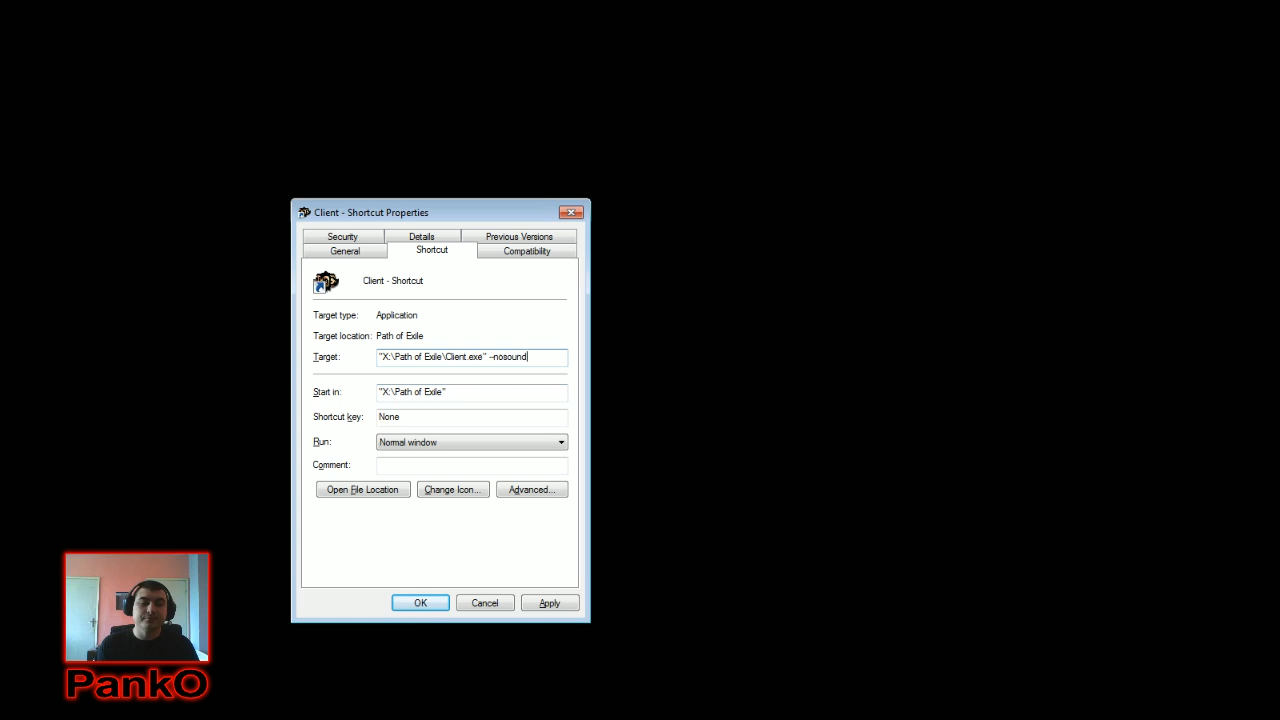 Client - Shortcut Properties
Security Details Previous Versions
General Shortcut Compatibility
Client - Shortcut
Target type: Application
Target location: Path of Exile
Target: "X:\Path of Exile\Client.exe" --nosound
Start in: "X:\Path of Exile"
Shortcut key: None
Run: Normal window
Comment:
Open File Location Change Icon... Advanced...
OK Cancel Apply
PankO